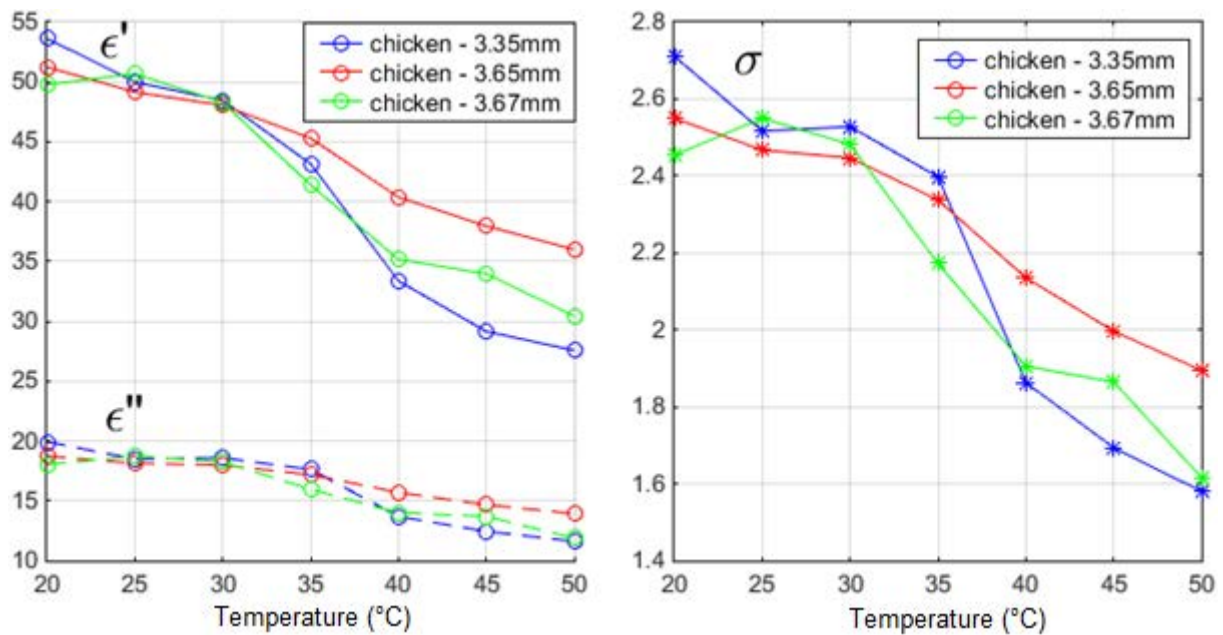 55
50
45
40
35
30
25
20
15
10
ϵ'
ϵ"
chicken - 3.35mm
chicken - 3.65mm
chicken - 3.67mm
20 25 30 35 40 45 50
Temperature (°C)
2.8
2.6
2.4
2.2
2
1.8
1.6
1.4
σ
chicken - 3.35mm
chicken - 3.65mm
chicken - 3.67mm
20 25 30 35 40 45 50
Temperature (°C)